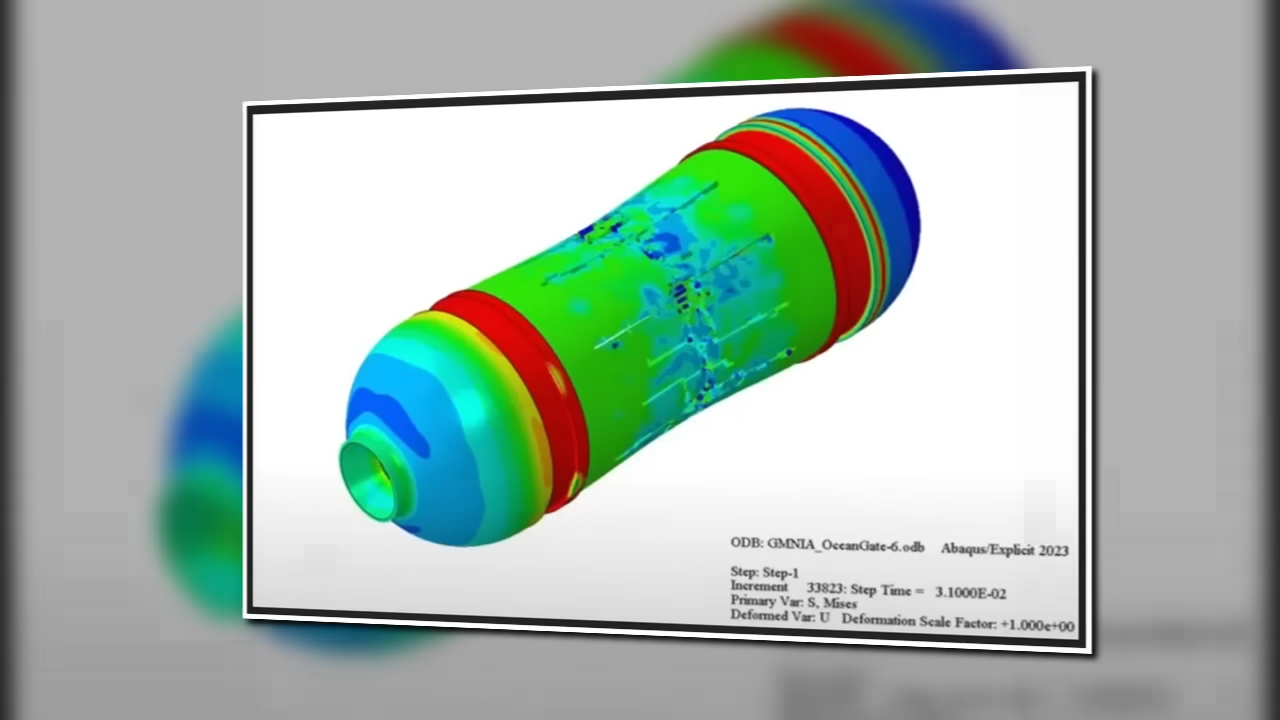 ODB: GMNIA_OceanGate-6.odb Abaqus/Explicit 2023
Step: Step-1
Increment 33823: Step Time = 3.1000E-02
Primary Var: S, Mises
Deformed Var: U Deformation Scale Factor: +1.000e+00